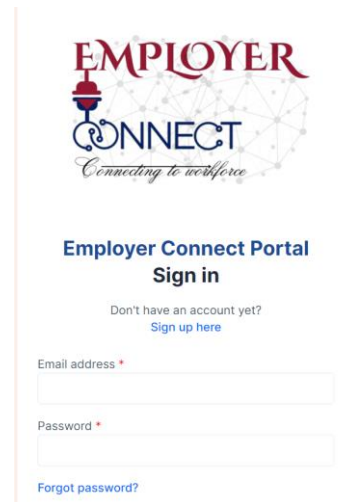 EMPLOYER
CONNECT
Connecting to workforce
Employer Connect Portal
Sign in
Don't have an account yet?
Sign up here
Email address *
Password *
Forgot password?